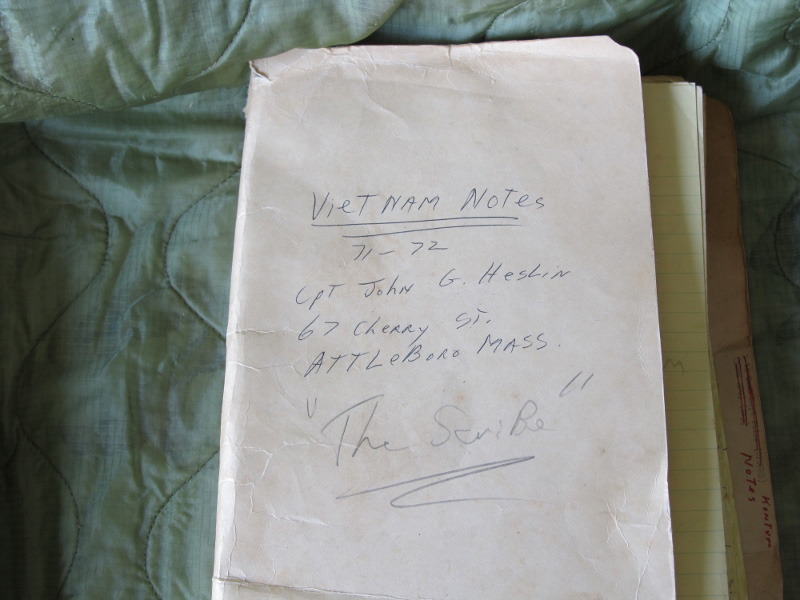 VieTNAM NoTes
71-72
CpT JohN G. HesLiN
67 CheRRy ST.
ATTLeBoRo MASS.
"The ScriBe"
NoTes